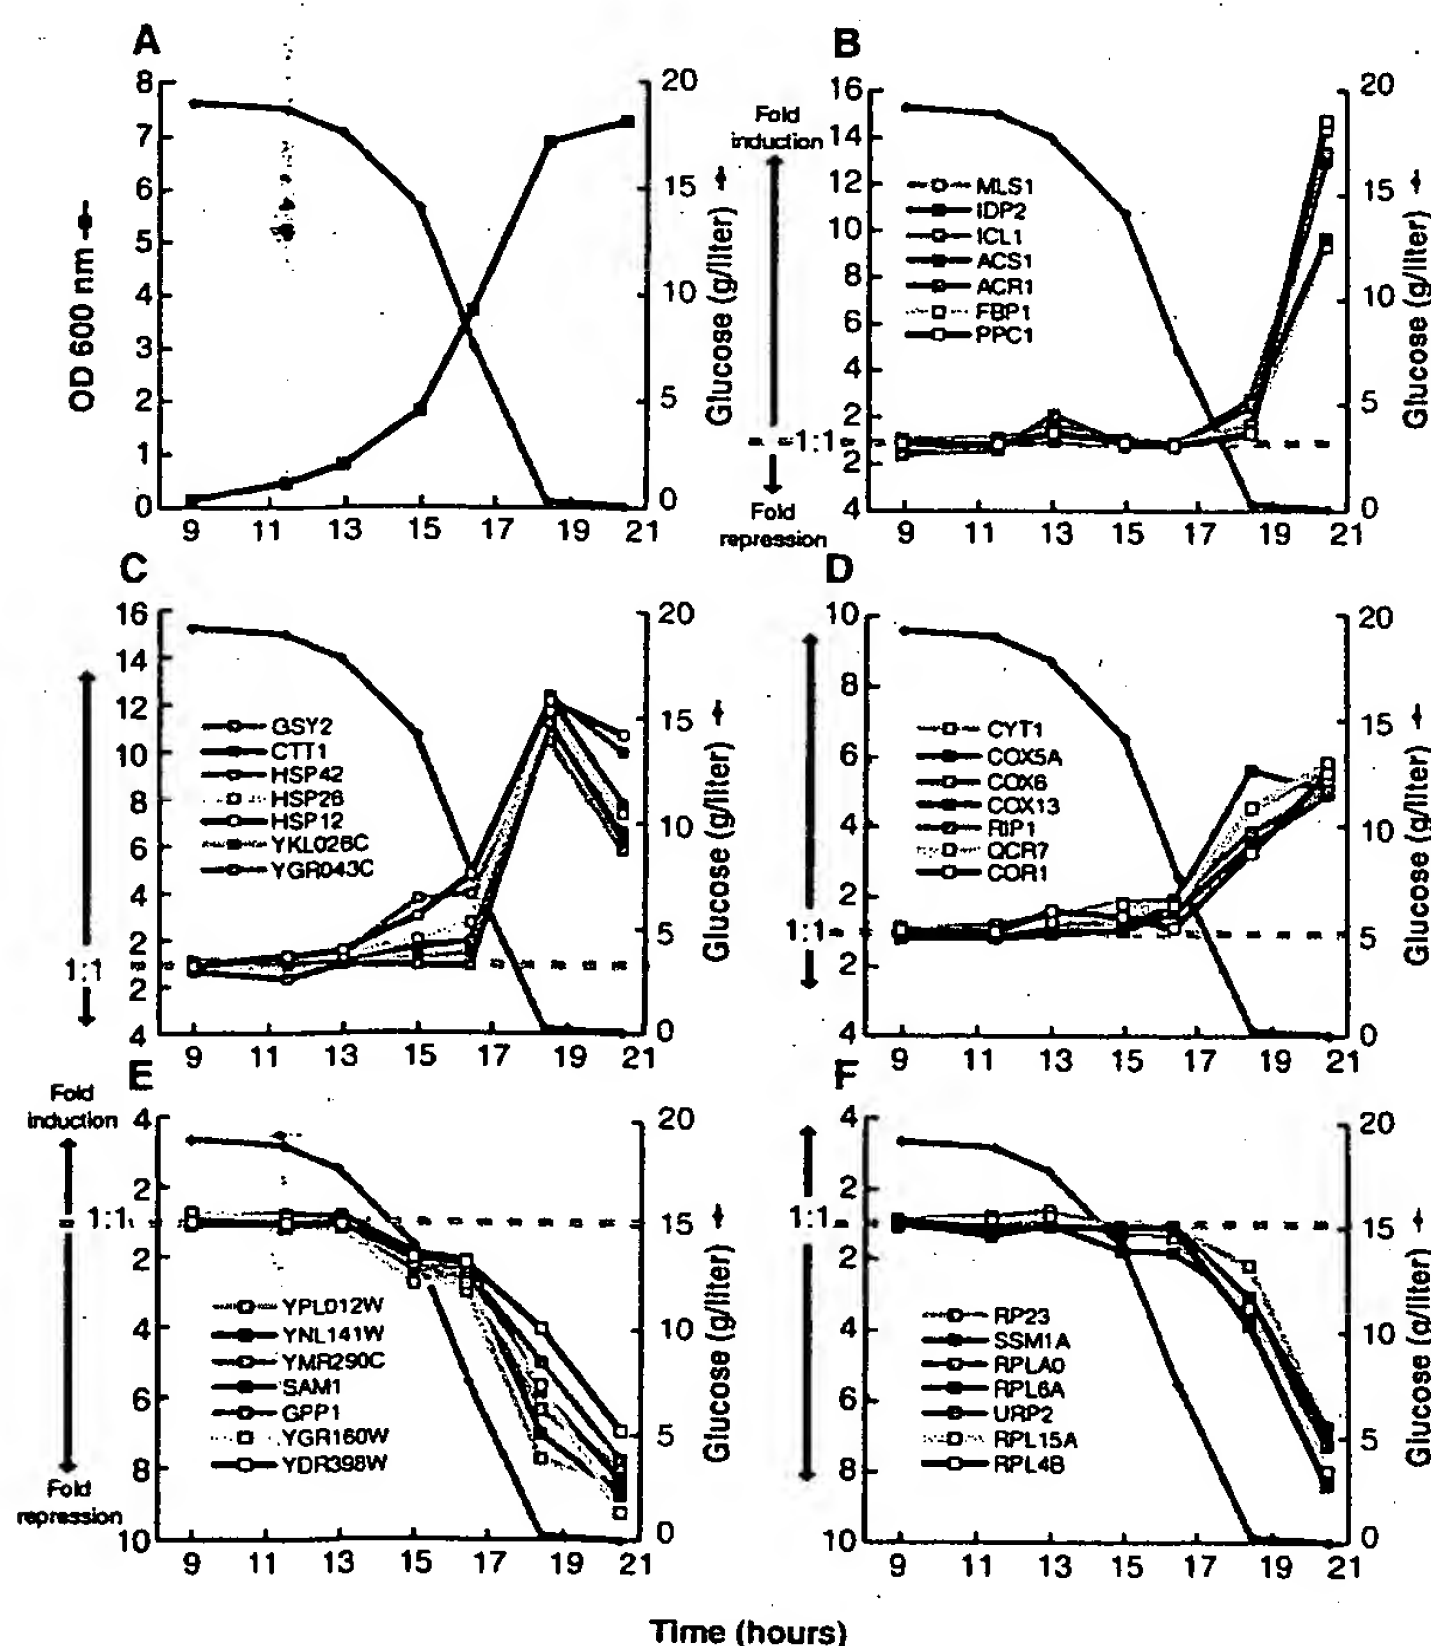 A
8
7
6
5
4
3
2
1
0
OD 600 nm
20
15
10
5
0
Glucose (g/liter)
9 11 13 15 17 19 21
B
Fold
induction
16
14
12
10
8
6
4
2
1:1
2
4
Fold
repression
MLS1
IDP2
ICL1
ACS1
ACR1
FBP1
PPC1
20
15
10
5
0
Glucose (g/liter)
9 11 13 15 17 19 21
C
16
14
12
10
8
6
4
2
1:1
2
4
GSY2
CTT1
HSP42
HSP26
HSP12
YKL026C
YGR043C
20
15
10
5
0
Glucose (g/liter)
9 11 13 15 17 19 21
D
10
8
6
4
2
1:1
2
4
CYT1
COX5A
COX6
COX13
RIP1
QCR7
COR1
20
15
10
5
0
Glucose (g/liter)
9 11 13 15 17 19 21
E
Fold
induction
4
2
1:1
2
4
6
8
10
Fold
repression
YPL012W
YNL141W
YMR290C
SAM1
GPP1
YGR160W
YDR398W
20
15
10
5
0
Glucose (g/liter)
9 11 13 15 17 19 21
F
4
2
1:1
2
4
6
8
10
RP23
SSM1A
RPLA0
RPL6A
URP2
RPL15A
RPL4B
20
15
10
5
0
Glucose (g/liter)
9 11 13 15 17 19 21
Time (hours)